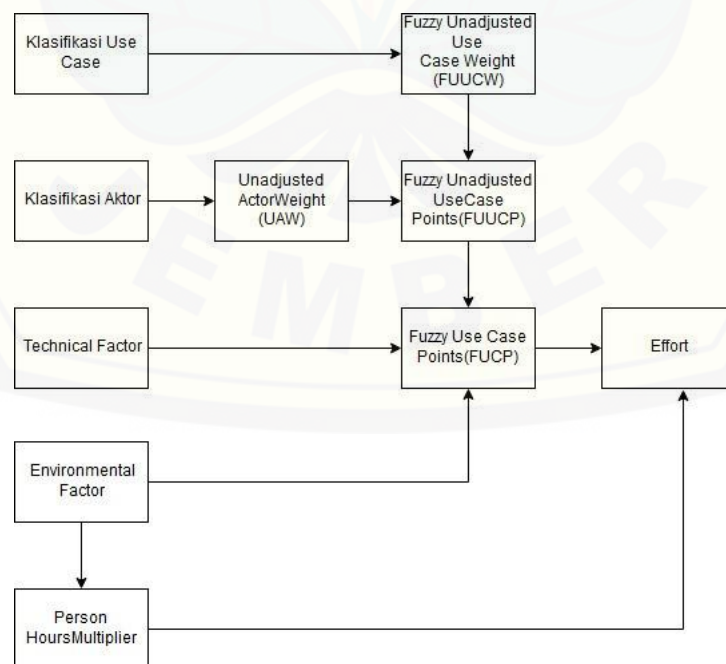 Klasifikasi Use
Case
Fuzzy Unadjusted
Use
Case Weight
(FUUCW)
Klasifikasi Aktor
Unadjusted
ActorWeight
(UAW)
Fuzzy Unadjusted
UseCase
Points(FUUCP)
Technical Factor
Fuzzy Use Case
Points(FUCP)
Effort
Environmental
Factor
Person
HoursMultiplier
JEMBER